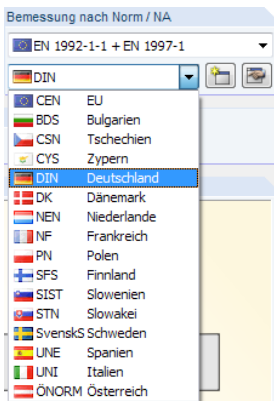 Bemessung nach Norm / NA
EN 1992-1-1 + EN 1997-1
DIN
CEN EU
BDS Bulgarien
CSN Tschechien
CYS Zypern
DIN Deutschland
DK Dänemark
NEN Niederlande
NF Frankreich
PN Polen
SFS Finnland
SIST Slowenien
STN Slowakei
SvenskS Schweden
UNE Spanien
UNI Italien
ÖNORM Österreich